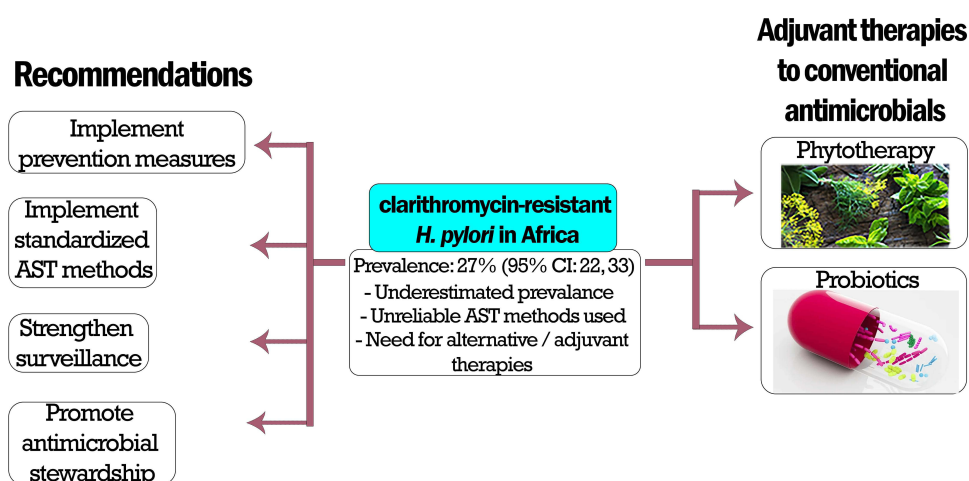 Recommendations
Implement
prevention measures
Implement
standardized
AST methods
Strengthen
surveillance
Promote
antimicrobial
stewardship
clarithromycin-resistant
H. pylori in Africa
Prevalence: 27% (95% CI: 22, 33)
- Underestimated prevalance
- Unreliable AST methods used
- Need for alternative / adjuvant
therapies
Adjuvant therapies
to conventional
antimicrobials
Phytotherapy
Probiotics